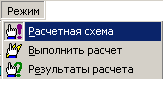 Режим
Расчетная схема
Выполнить расчет
Результаты расчета